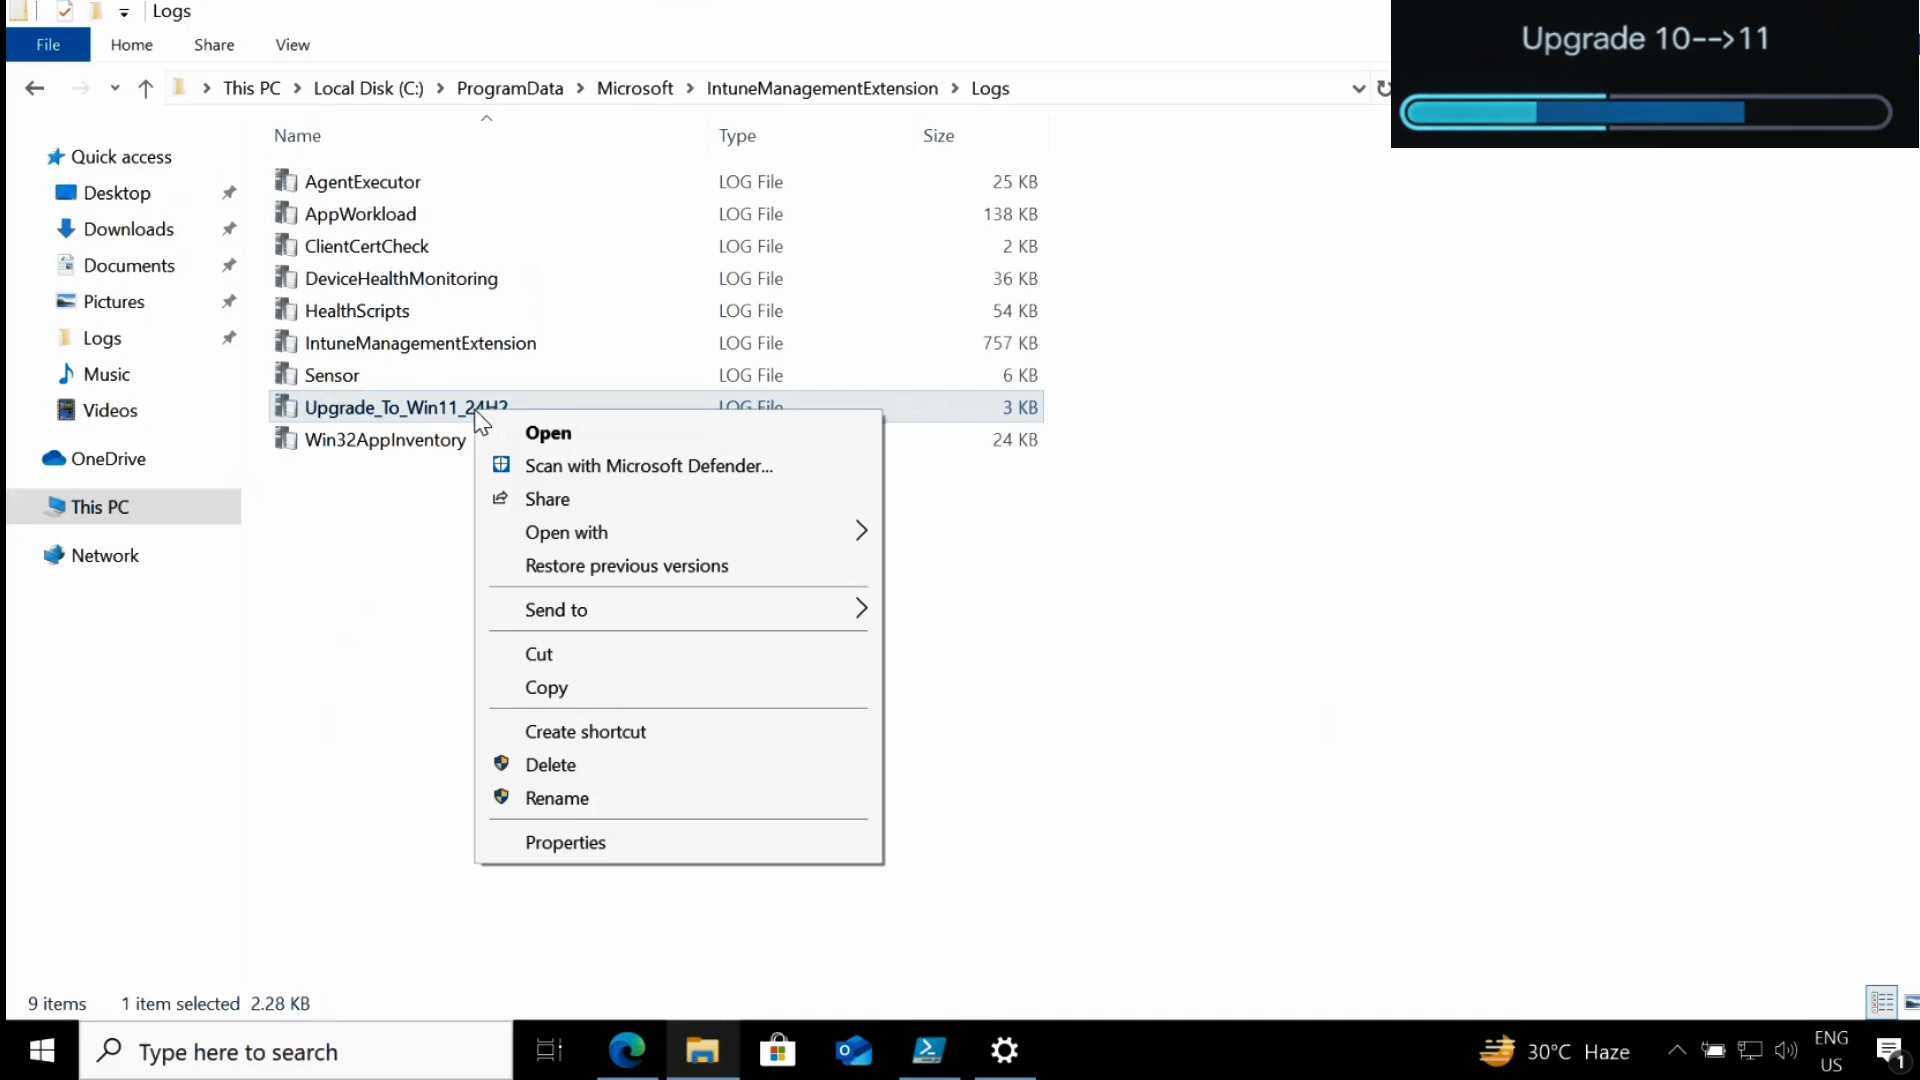 Logs
File Home Share View
Upgrade 10-->11
This PC Local Disk (C:) ProgramData Microsoft IntuneManagementExtension Logs
Name Type Size
Quick access
Desktop
Downloads
Documents
Pictures
Logs
Music
Videos
OneDrive
This PC
Network
AgentExecutor LOG File 25 KB
AppWorkload LOG File 138 KB
ClientCertCheck LOG File 2 KB
DeviceHealthMonitoring LOG File 36 KB
HealthScripts LOG File 54 KB
IntuneManagementExtension LOG File 757 KB
Sensor LOG File 6 KB
Upgrade_To_Win11_24H2 LOG File 3 KB
Win32AppInventory 24 KB
Open
Scan with Microsoft Defender...
Share
Open with
Restore previous versions
Send to
Cut
Copy
Create shortcut
Delete
Rename
Properties
9 items 1 item selected 2.28 KB
Type here to search
30°C Haze
ENG
US
1